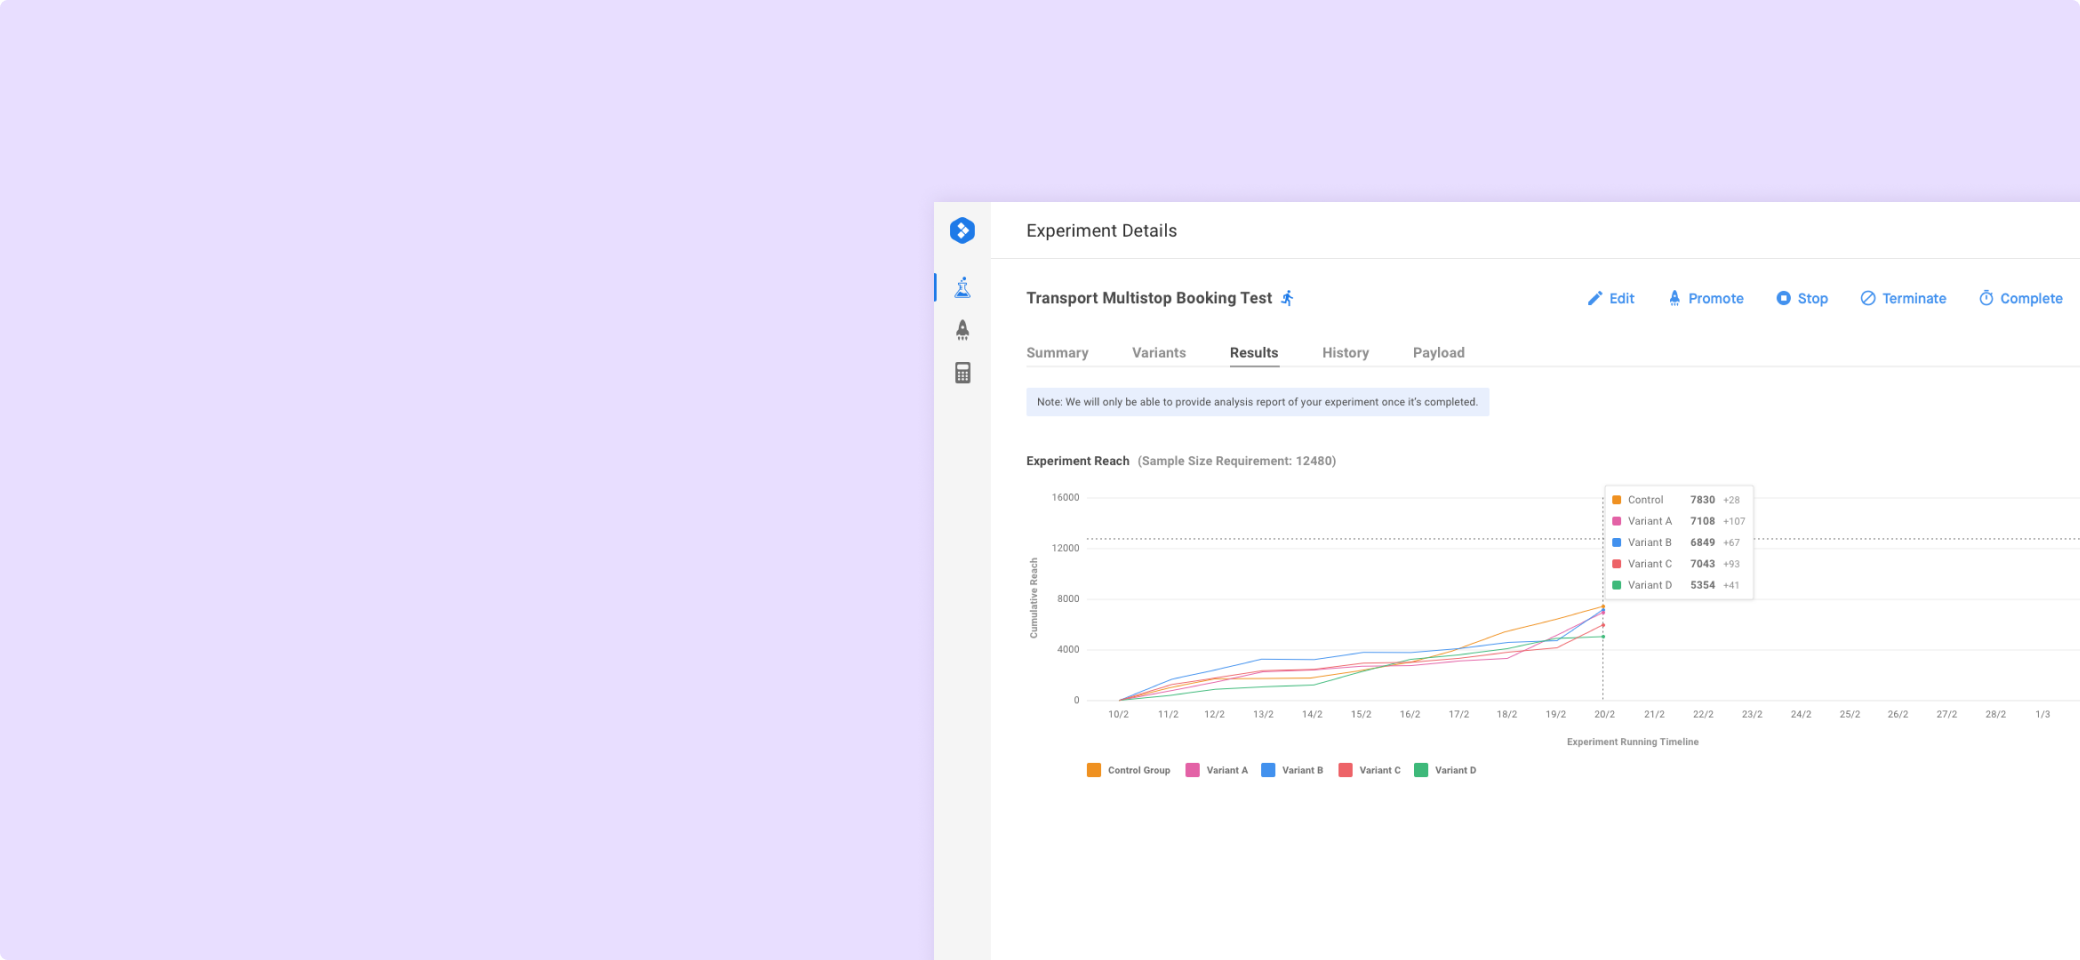 Experiment Details
Transport Multistop Booking Test
Edit Promote Stop Terminate Complete
Summary Variants Results History Payload
Note: We will only be able to provide analysis report of your experiment once it's completed.
Experiment Reach (Sample Size Requirement: 12480)
16000
12000
8000
4000
0
Cumulative Reach
Control 7830 +28
Variant A 7108 +107
Variant B 6849 +67
Variant C 7043 +93
Variant D 5354 +41
10/2 11/2 12/2 13/2 14/2 15/2 16/2 17/2 18/2 19/2 20/2 21/2 22/2 23/2 24/2 25/2 26/2 27/2 28/2 1/3
Experiment Running Timeline
Control Group Variant A Variant B Variant C Variant D